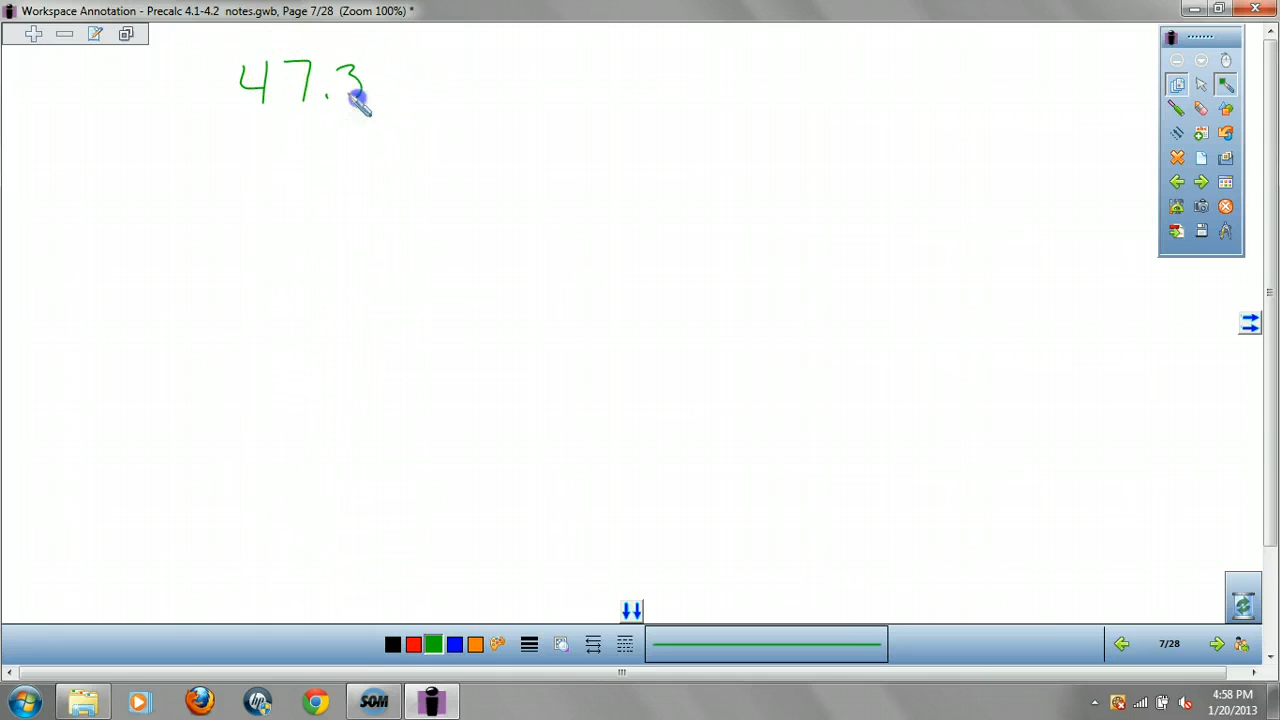 Workspace Annotation - Precalc 4.1-4.2 notes.gwb, Page 7/28 (Zoom 100%) *
47.3
7/28
SOM
4:58 PM
1/20/2013